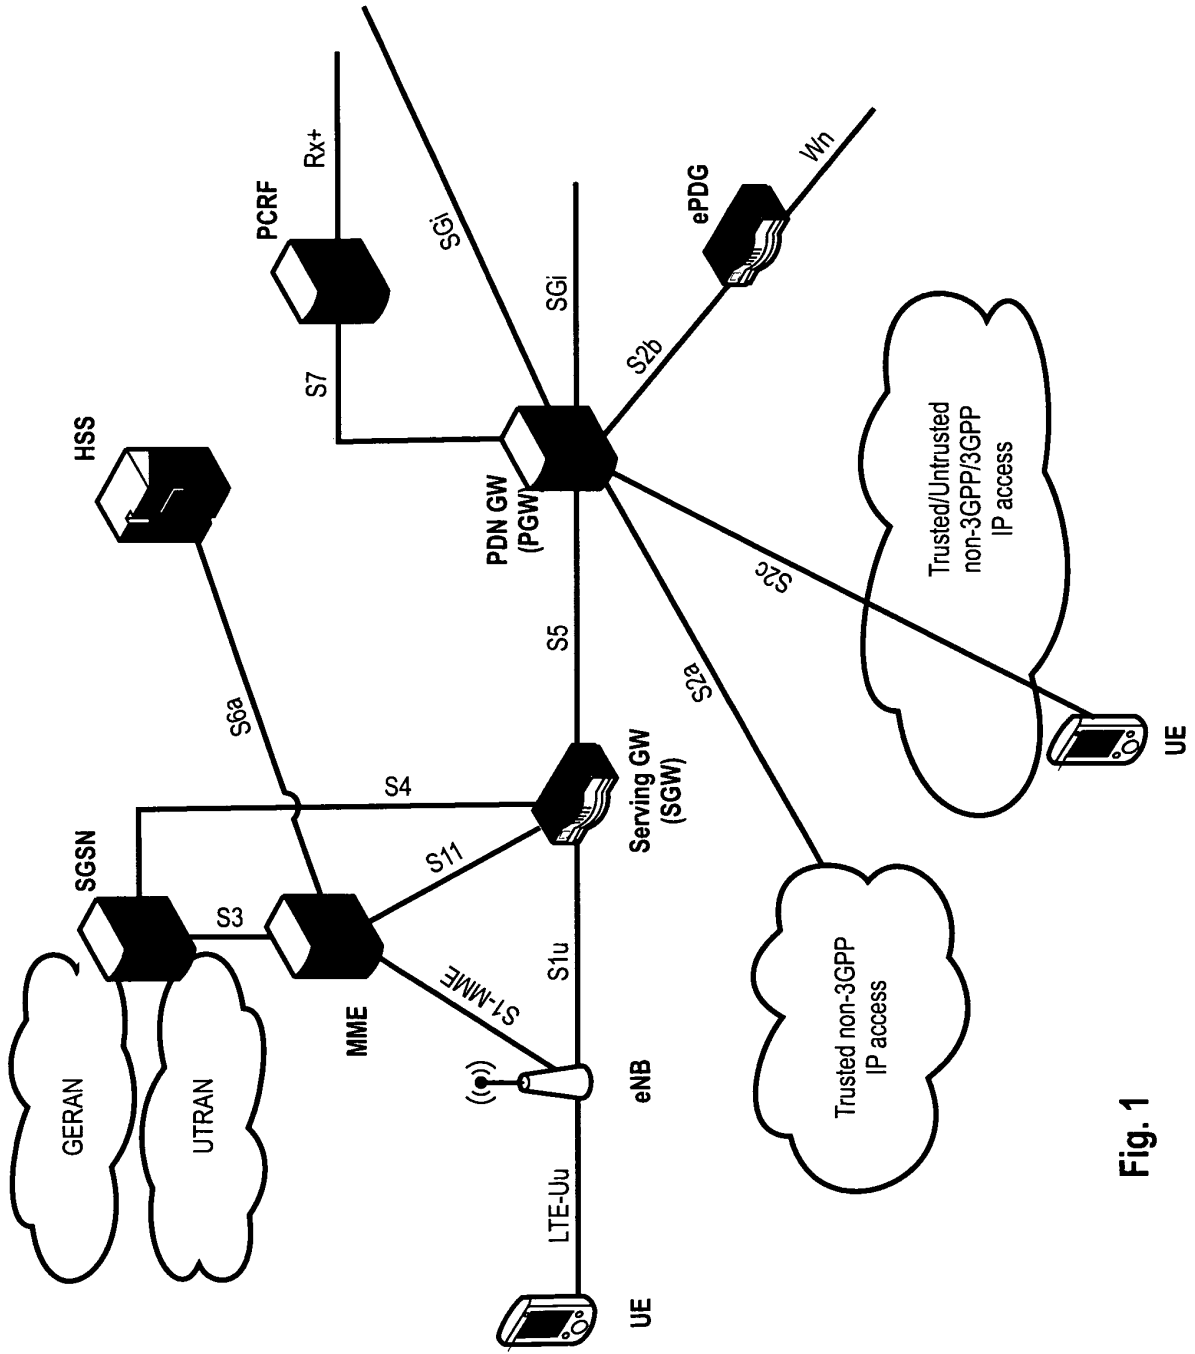 GERAN
UTRAN
SGSN
HSS
S3
S6a
S4
MME
S11
S1-MME
PCRF
S7
Rx+
SGi
UE
LTE-Uu
eNB
S1u
Serving GW
(SGW)
S5
PDN GW
(PGW)
SGi
S2a
S2c
S2b
ePDG
Wn
Trusted non-3GPP
IP access
Trusted/Untrusted
non-3GPP/3GPP
IP access
UE
Fig. 1